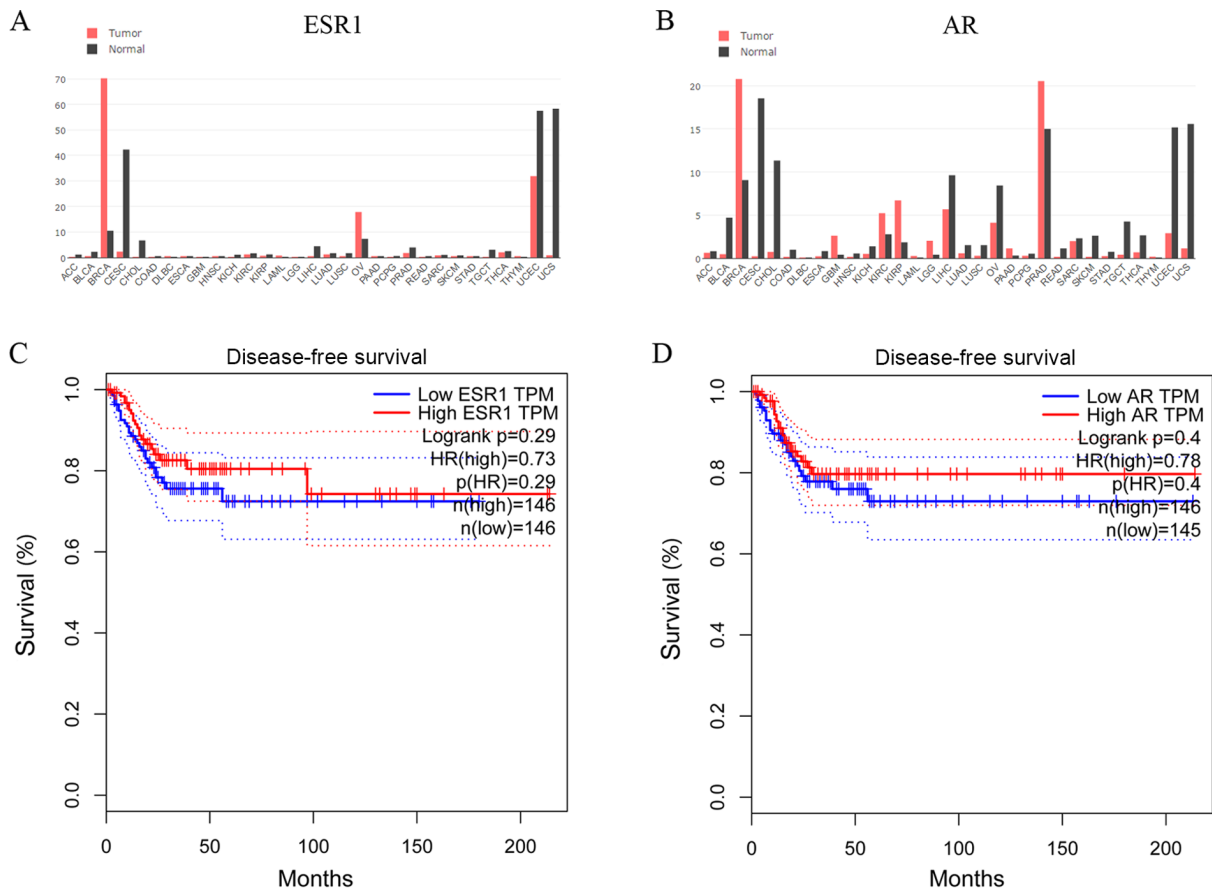 A
ESR1
Tumor
Normal
70
60
50
40
30
20
10
0
ACC
BLCA
BRCA
CESC
CHOL
COAD
DLBC
ESCA
GBM
HNSC
KICH
KIRC
KIRP
LAML
LGG
LIHC
LUAD
LUSC
OV
PAAD
PCPG
PRAD
READ
SARC
SKCM
STAD
TGCT
THCA
THYM
UCEC
UCS
B
AR
Tumor
Normal
20
15
10
5
0
ACC
BLCA
BRCA
CESC
CHOL
COAD
DLBC
ESCA
GBM
HNSC
KICH
KIRC
KIRP
LAML
LGG
LIHC
LUAD
LUSC
OV
PAAD
PCPG
PRAD
READ
SARC
SKCM
STAD
TGCT
THCA
THYM
UCEC
UCS
C
Disease-free survival
Low ESR1 TPM
High ESR1 TPM
Logrank p=0.29
HR(high)=0.73
p(HR)=0.29
n(high)=146
n(low)=146
Survival (%)
1.0
0.8
0.6
0.4
0.2
0.0
0 50 100 150 200
Months
D
Disease-free survival
Low AR TPM
High AR TPM
Logrank p=0.4
HR(high)=0.78
p(HR)=0.4
n(high)=146
n(low)=145
Survival (%)
1.0
0.8
0.6
0.4
0.2
0.0
0 50 100 150 200
Months